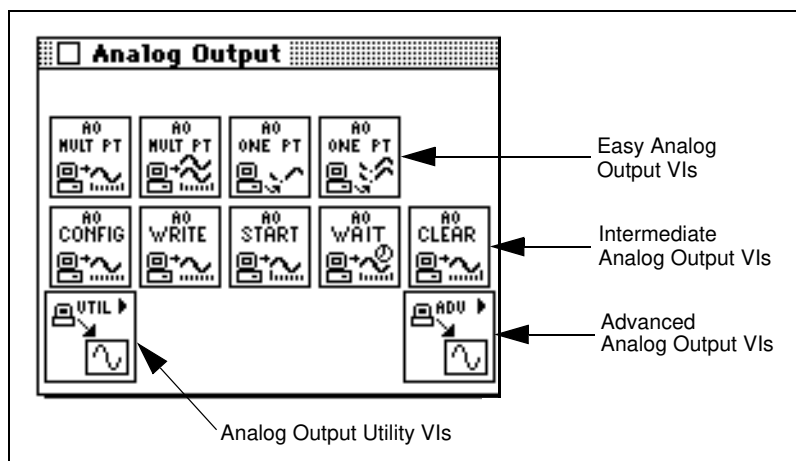 Analog Output
AO
MULT PT
AO
MULT PT
AO
ONE PT
AO
ONE PT
Easy Analog
Output VIs
AO
CONFIG
AO
WRITE
AO
START
AO
WAIT
AO
CLEAR
Intermediate
Analog Output VIs
UTIL
ADV
Advanced
Analog Output VIs
Analog Output Utility VIs